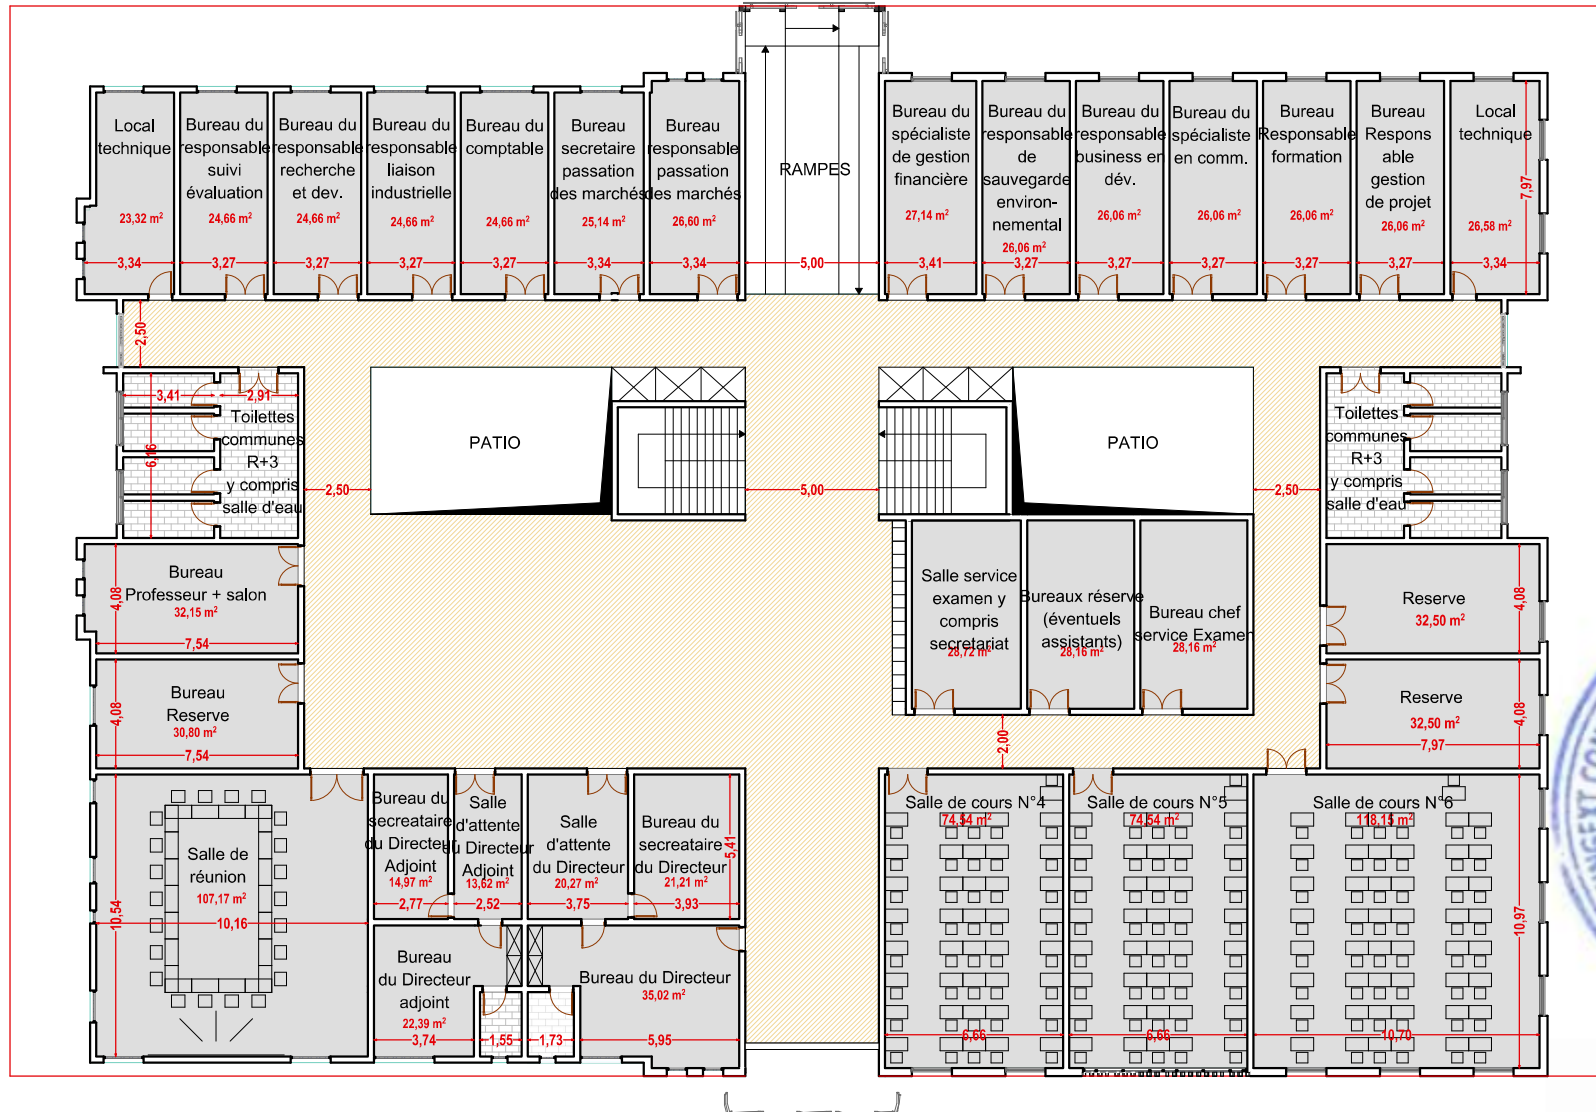 Local
technique
23,32 m²
3,34
Bureau du
responsable
suivi
évaluation
24,66 m²
3,27
Bureau du
responsable
recherche
et dev.
24,66 m²
3,27
Bureau du
responsable
liaison
industrielle
24,66 m²
3,27
Bureau du
comptable
24,66 m²
3,27
Bureau
secretaire
passation
des marchés
25,14 m²
3,34
Bureau
responsable
passation
des marchés
26,60 m²
3,34
RAMPES
5,00
Bureau du
spécialiste
de gestion
financière
27,14 m²
3,41
Bureau du
responsable
de
sauvegarde
environ-
nemental
26,06 m²
3,27
Bureau du
responsable
business en
dév.
26,06 m²
3,27
Bureau du
spécialiste
en comm.
26,06 m²
3,27
Bureau
Responsable
formation
26,06 m²
3,27
Bureau
Respons
able
gestion
de projet
26,06 m²
3,27
Local
technique
7,97
26,58 m²
3,34
2,50
3,41
2,91
Toilettes
communes
R+3
y compris
salle d'eau
6,16
2,50
PATIO
5,00
PATIO
2,50
Toilettes
communes
R+3
y compris
salle d'eau
Bureau
Professeur + salon
32,15 m²
4,08
7,54
Bureau
Reserve
30,80 m²
4,08
7,54
Salle service
examen y
compris
secretariat
28,72 m²
Bureaux réserve
(éventuels
assistants)
28,16 m²
Bureau chef
service Examen
28,16 m²
Reserve
32,50 m²
4,08
Reserve
32,50 m²
4,08
7,97
2,00
Salle de
réunion
107,17 m²
10,54
10,16
Bureau du
secreataire
du Directeur
Adjoint
14,97 m²
2,77
Salle
d'attente
du Directeur
Adjoint
13,62 m²
2,52
Salle
d'attente
du Directeur
20,27 m²
3,75
Bureau du
secreataire
du Directeur
21,21 m²
3,93
5,41
Bureau
du Directeur
adjoint
22,39 m²
3,74
1,55
1,73
Bureau du Directeur
35,02 m²
5,95
Salle de cours N°4
74,54 m²
6,66
Salle de cours N°5
74,54 m²
6,66
Salle de cours N°6
118,15 m²
10,97
10,70